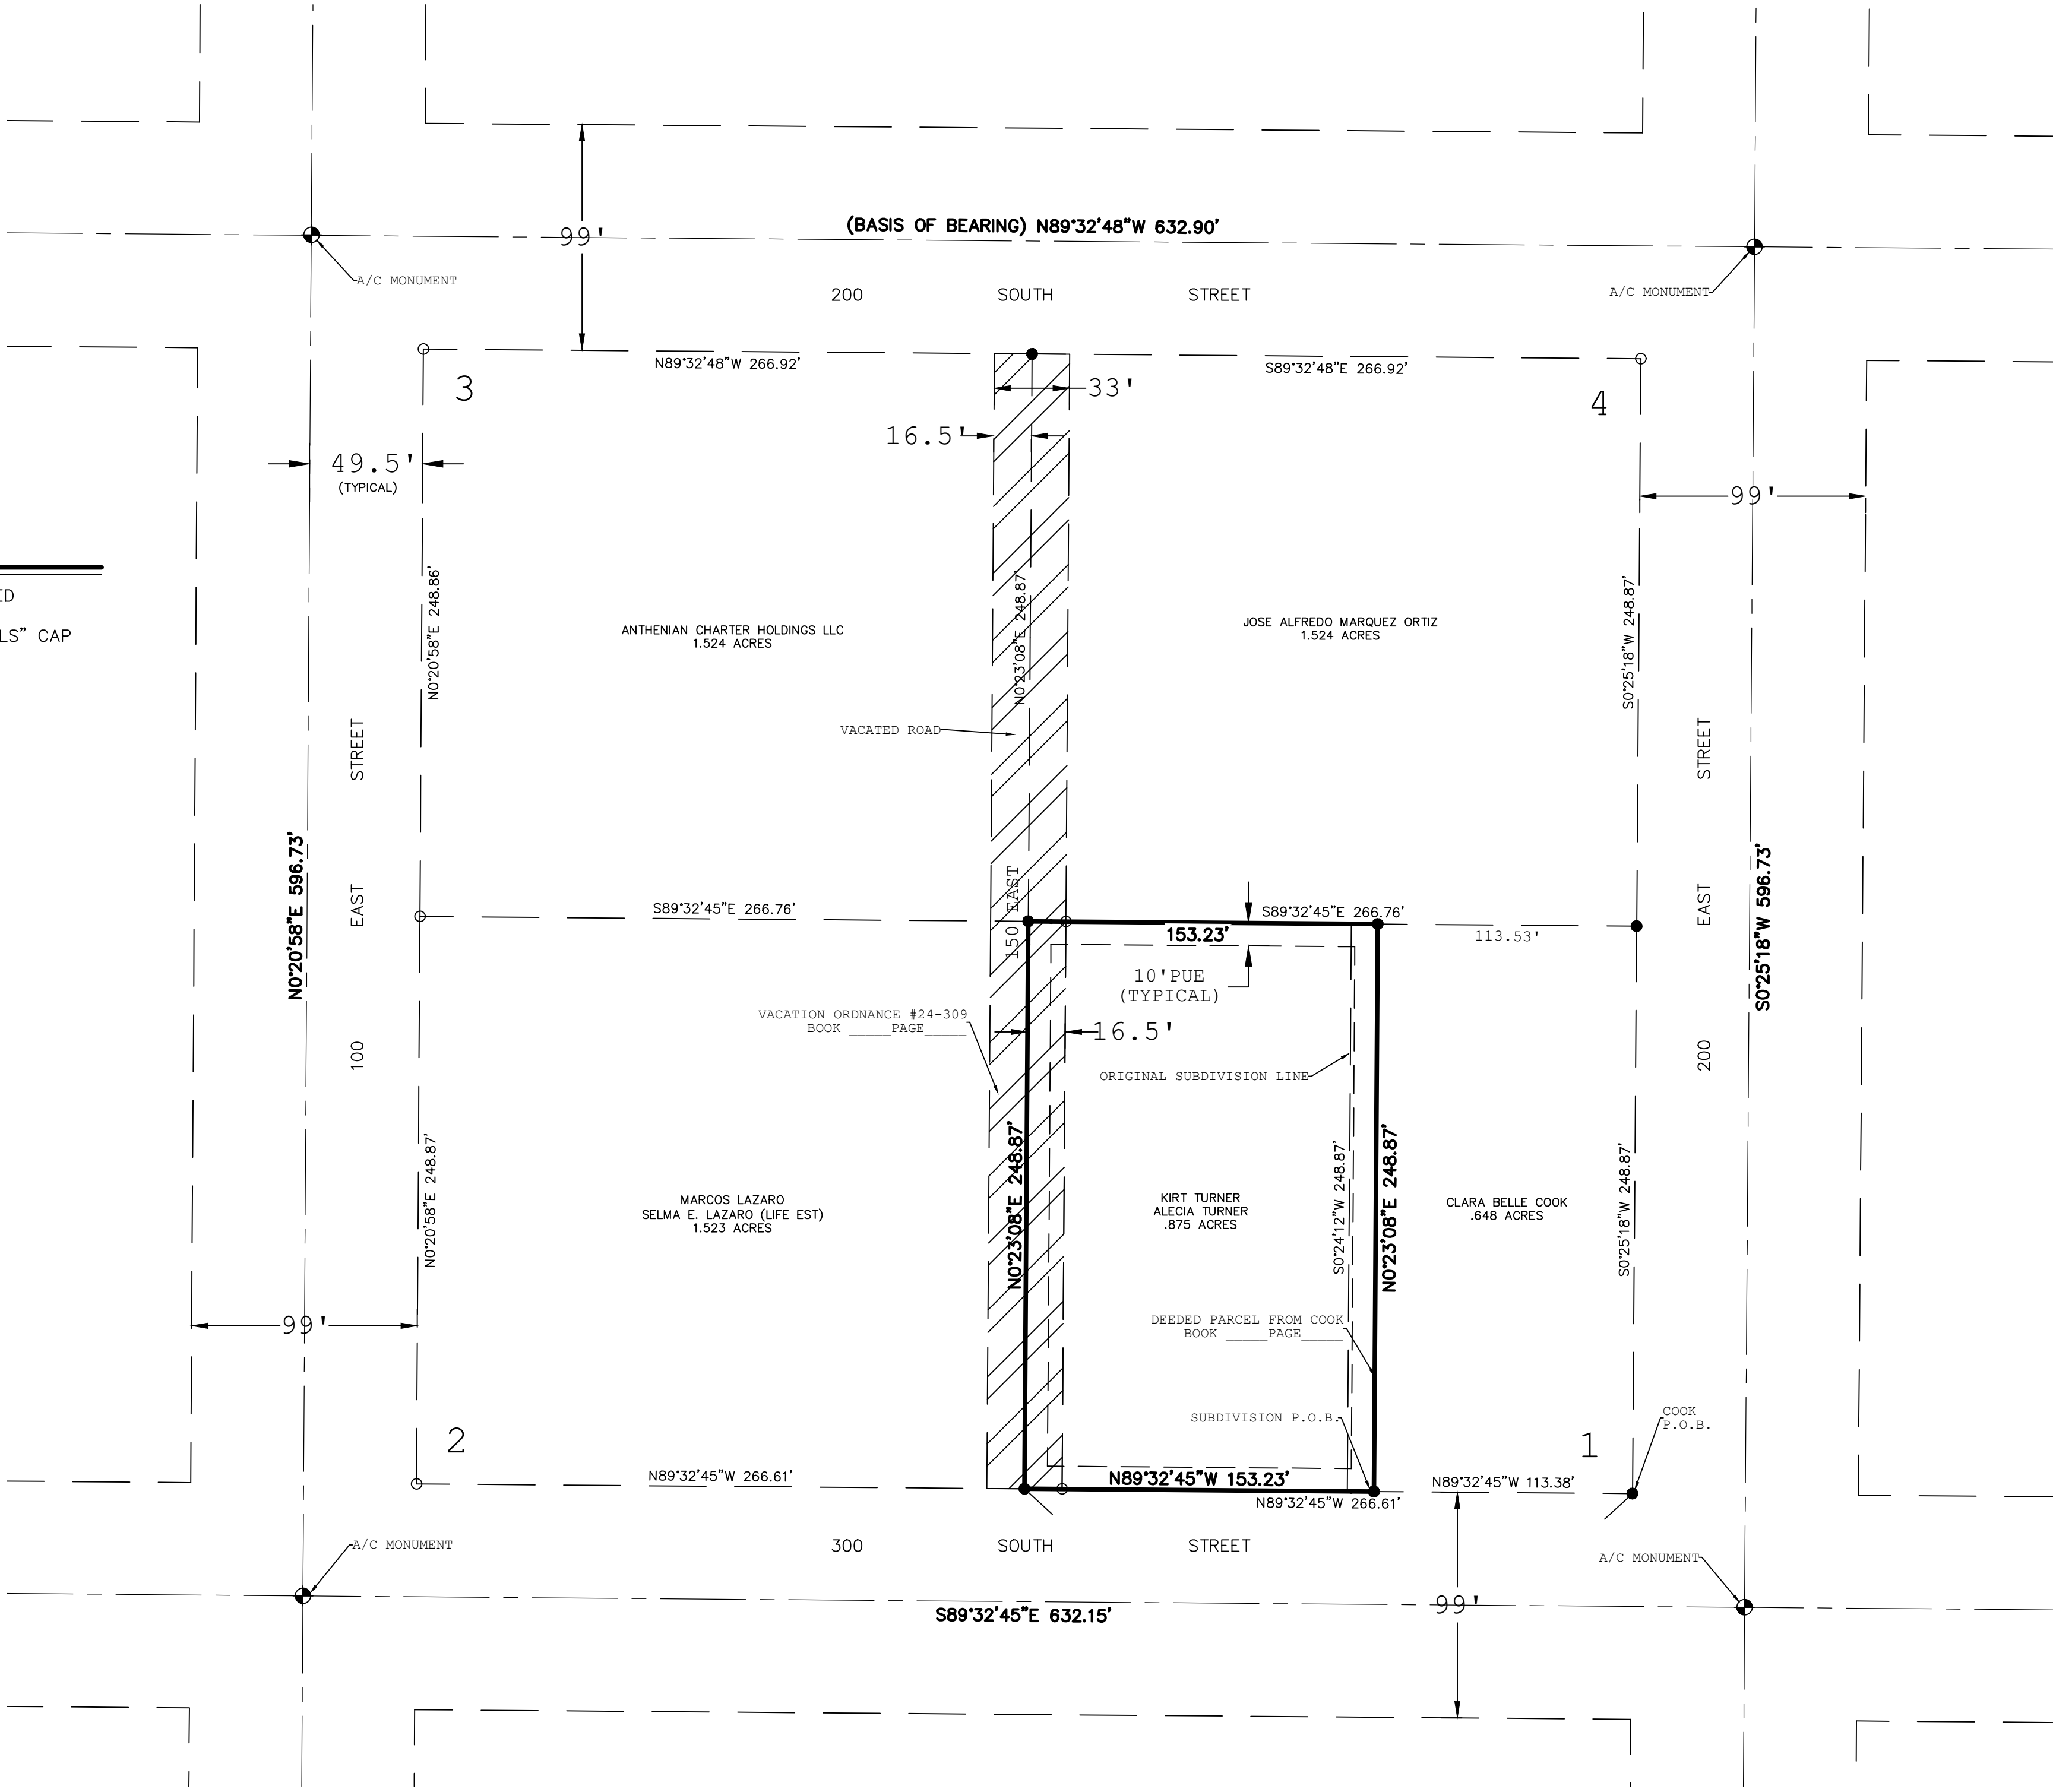 (BASIS OF BEARING) N89°32'48"W 632.90'
99'
A/C MONUMENT
A/C MONUMENT
200 SOUTH STREET
N89°32'48"W 266.92'
S89°32'48"E 266.92'
3
4
33'
16.5'
49.5'
(TYPICAL)
99'
ID
LS" CAP
N0°20'58"E 248.86'
N0°23'08"E 248.87'
S0°25'18"W 248.87'
ANTHENIAN CHARTER HOLDINGS LLC
1.524 ACRES
JOSE ALFREDO MARQUEZ ORTIZ
1.524 ACRES
VACATED ROAD
100 EAST STREET
200 EAST STREET
N0°20'58"E 596.73'
S0°25'18"W 596.73'
150 EAST
S89°32'45"E 266.76'
S89°32'45"E 266.76'
153.23'
113.53'
10'PUE
(TYPICAL)
VACATION ORDNANCE #24-309
BOOK _____PAGE_____
16.5'
ORIGINAL SUBDIVISION LINE
N0°20'58"E 248.87'
N0°23'08"E 248.87'
S0°24'12"W 248.87'
N0°23'08"E 248.87'
S0°25'18"W 248.87'
MARCOS LAZARO
SELMA E. LAZARO (LIFE EST)
1.523 ACRES
KIRT TURNER
ALECIA TURNER
.875 ACRES
CLARA BELLE COOK
.648 ACRES
99'
DEEDED PARCEL FROM COOK
BOOK _____PAGE_____
SUBDIVISION P.O.B.
COOK
P.O.B.
2
1
N89°32'45"W 266.61'
N89°32'45"W 153.23'
N89°32'45"W 113.38'
N89°32'45"W 266.61'
300 SOUTH STREET
A/C MONUMENT
A/C MONUMENT
99'
S89°32'45"E 632.15'